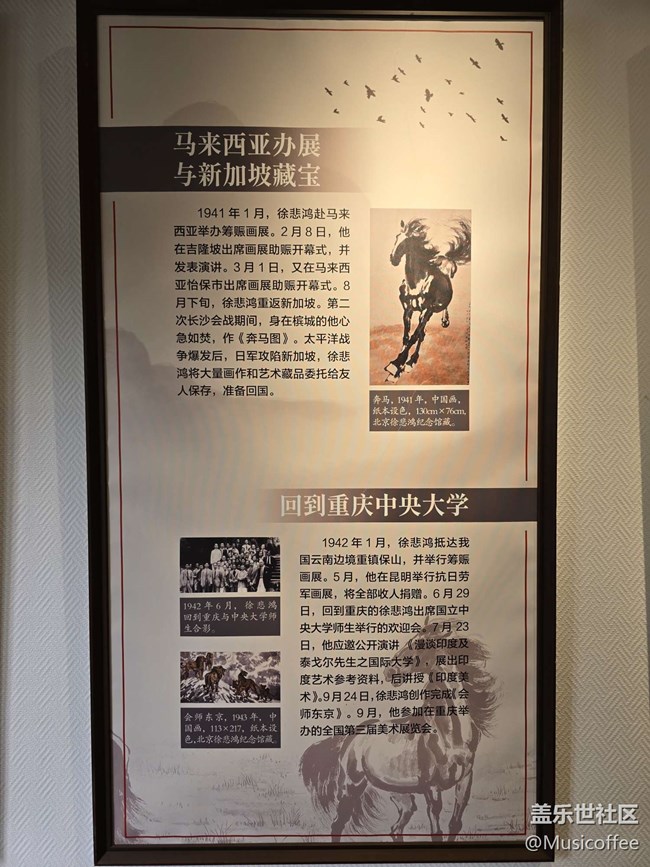 马来西亚办展
与新加坡藏宝
1941年1月，徐悲鸿赴马来
西亚举办筹赈画展。2月8日，他
在吉隆坡出席画展助赈开幕式，并
发表演讲。3月1日，又在马来西
亚怡保市出席画展助赈开幕式。8
月下旬，徐悲鸿重返新加坡。第二
次长沙会战期间，身在槟城的他心
急如焚，作《奔马图》。太平洋战
争爆发后，日军攻陷新加坡，徐悲
鸿将大量画作和艺术藏品委托给友
人保存，准备回国。
奔马，1941年，中国画，
纸本设色，130cm×76cm，
北京徐悲鸿纪念馆藏。
回到重庆中央大学
1942年1月，徐悲鸿抵达我
国云南边境重镇保山，并举行筹赈
画展。5月，他在昆明举行抗日劳
军画展，将全部收入捐赠。6月29
日，回到重庆的徐悲鸿出席国立中
央大学师生举行的欢迎会。7月23
日，他应邀公开演讲《漫谈印度及
泰戈尔先生之国际大学》，展出印
度艺术参考资料，后讲授《印度美
术》。9月24日，徐悲鸿创作完成《会
师东京》。9月，他参加在重庆举
办的全国第三届美术展览会。
1942年6月，徐悲鸿
回到重庆与中央大学师
生合影。
会师东京，1943年，中
国画，113×217，纸本设
色，北京徐悲鸿纪念馆藏。
盖乐世社区
@Musicoffee